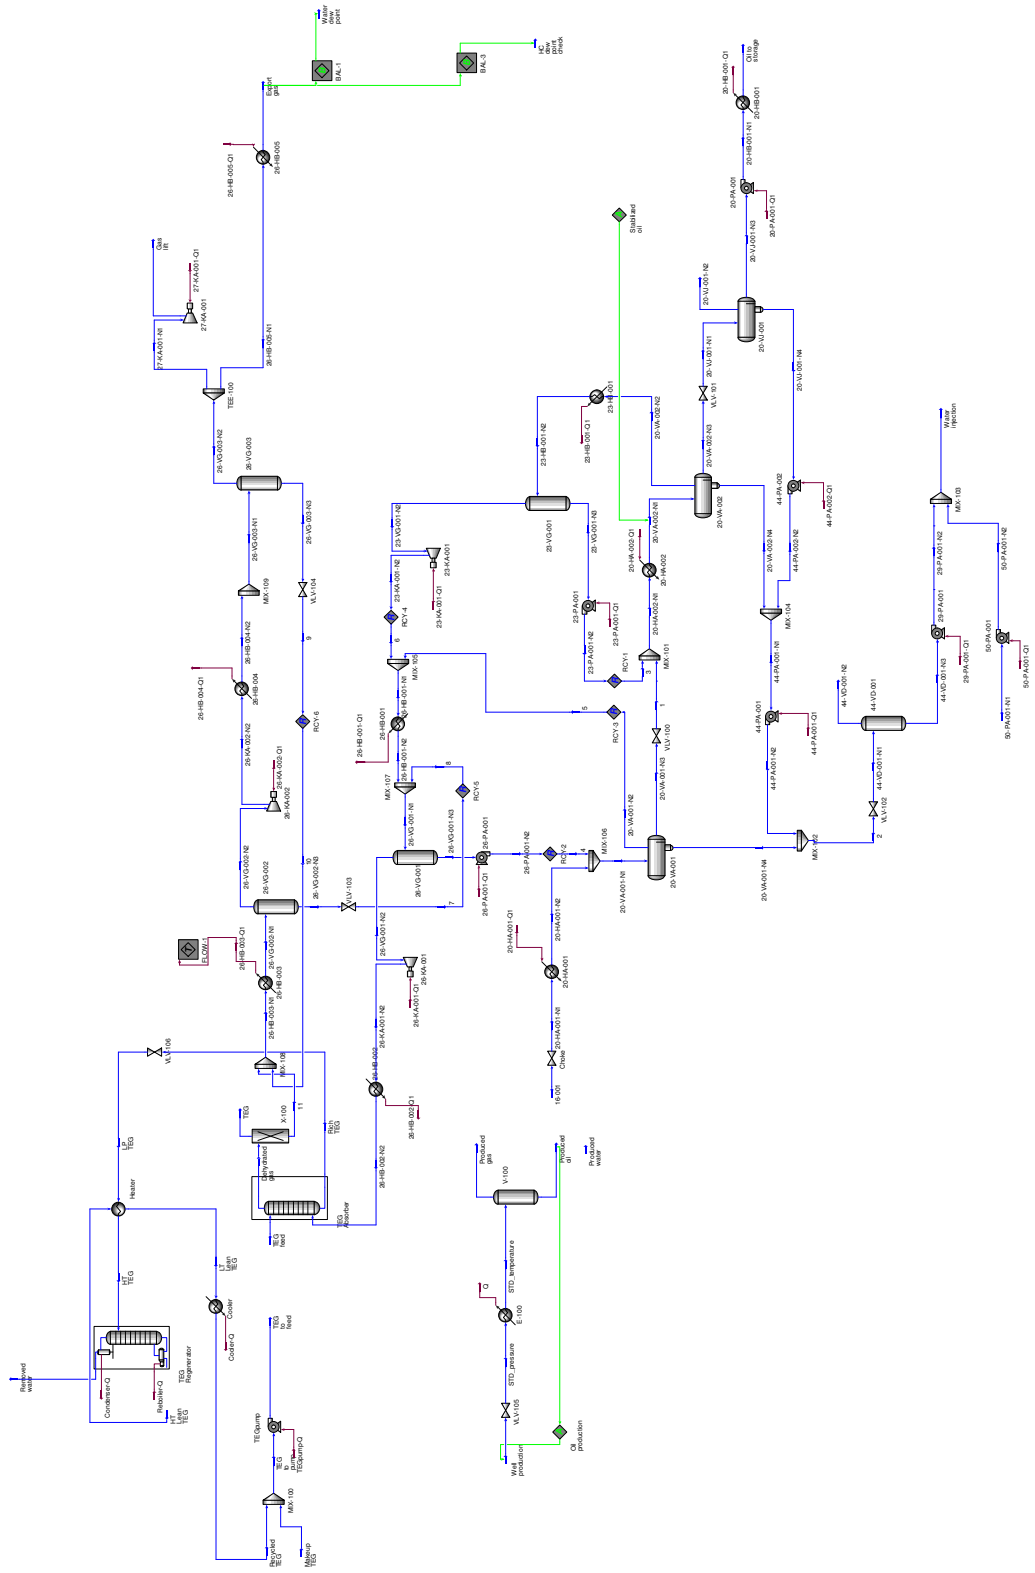 Water
dew
point
BAL-1
BAL-3
HC
dew
point
check
Export
gas
26-HB-005-Q1
26-HB-005
26-HB-005-N1
Gas
lift
27-KA-001-Q1
27-KA-001
27-KA-001-N1
TEE-100
26-VG-003-N2
26-VG-003
26-VG-003-N1
26-VG-003-N3
MIX-109
VLV-104
9
26-HB-004-N2
26-HB-004-Q1
26-HB-004
RCY-6
26-KA-002-N2
26-KA-002-Q1
26-KA-002
26-VG-002-N2
10
26-VG-002-N3
26-VG-002
VLV-103
7
26-VG-002-N1
FLOW-1
26-HB-003-Q1
26-HB-003
26-HB-003-N1
MIX-108
VLV-106
TEG
X-100
11
Rich
TEG
Dehydrated
gas
TEG
Absorber
TEG
feed
LP
TEG
Heater
HT
TEG
LT
Lean
TEG
Cooler
Cooler-Q
Removed
water
Condenser-Q
Reboiler-Q
TEG
Regenerator
HT
Lean
TEG
TEG
to
feed
TEGpump
TEGpump-Q
TEG
to
pump
MIX-100
Recycled
TEG
Makeup
TEG
20-HB-001-Q1
Oil to
storage
20-HB-001
20-HB-001-N1
20-PA-001
20-PA-001-Q1
20-VJ-001-N3
20-VJ-001-N2
20-VJ-001
20-VJ-001-N1
20-VJ-001-N4
VLV-101
20-VA-002-N3
20-VA-002
20-VA-002-N2
20-VA-002-N1
20-VA-002-N4
Stabilized
oil
23-HB-001
23-HB-001-Q1
23-HB-001-N2
23-VG-001
23-VG-001-N2
23-VG-001-N3
23-KA-001
23-KA-001-Q1
23-KA-001-N2
RCY-4
6
MIX-105
26-HB-001-N1
26-HB-001
26-HB-001-Q1
26-HB-001-N2
MIX-107
8
RCY-5
26-VG-001-N1
26-VG-001
26-VG-001-N3
26-VG-001-N2
26-PA-001
26-PA-001-Q1
26-PA-001-N2
RCY-2
4
MIX-106
20-VA-001-N1
20-VA-001
20-VA-001-N2
20-VA-001-N3
20-VA-001-N4
VLV-100
1
RCY-3
5
RCY-1
3
MIX-101
20-HA-002-N1
20-HA-002
20-HA-002-Q1
23-PA-001
23-PA-001-Q1
23-PA-001-N2
44-PA-002
44-PA-002-Q1
44-PA-002-N2
MIX-104
44-PA-001-N1
44-PA-001
44-PA-001-Q1
44-PA-001-N2
MIX-102
2
VLV-102
44-VD-001-N1
44-VD-001
44-VD-001-N2
44-VD-001-N3
29-PA-001
29-PA-001-Q1
29-PA-001-N2
MIX-103
Water
injection
50-PA-001-N2
50-PA-001
50-PA-001-Q1
50-PA-001-N1
26-KA-001
26-KA-001-Q1
26-KA-001-N2
26-HB-002
26-HB-002-Q1
26-HB-002-N2
20-HA-001-Q1
20-HA-001-N2
20-HA-001
20-HA-001-N1
Choke
16-001
Produced
gas
V-100
Produced
oil
Produced
water
STD_temperature
Q
E-100
STD_pressure
VLV-105
Well
production
Oil
production